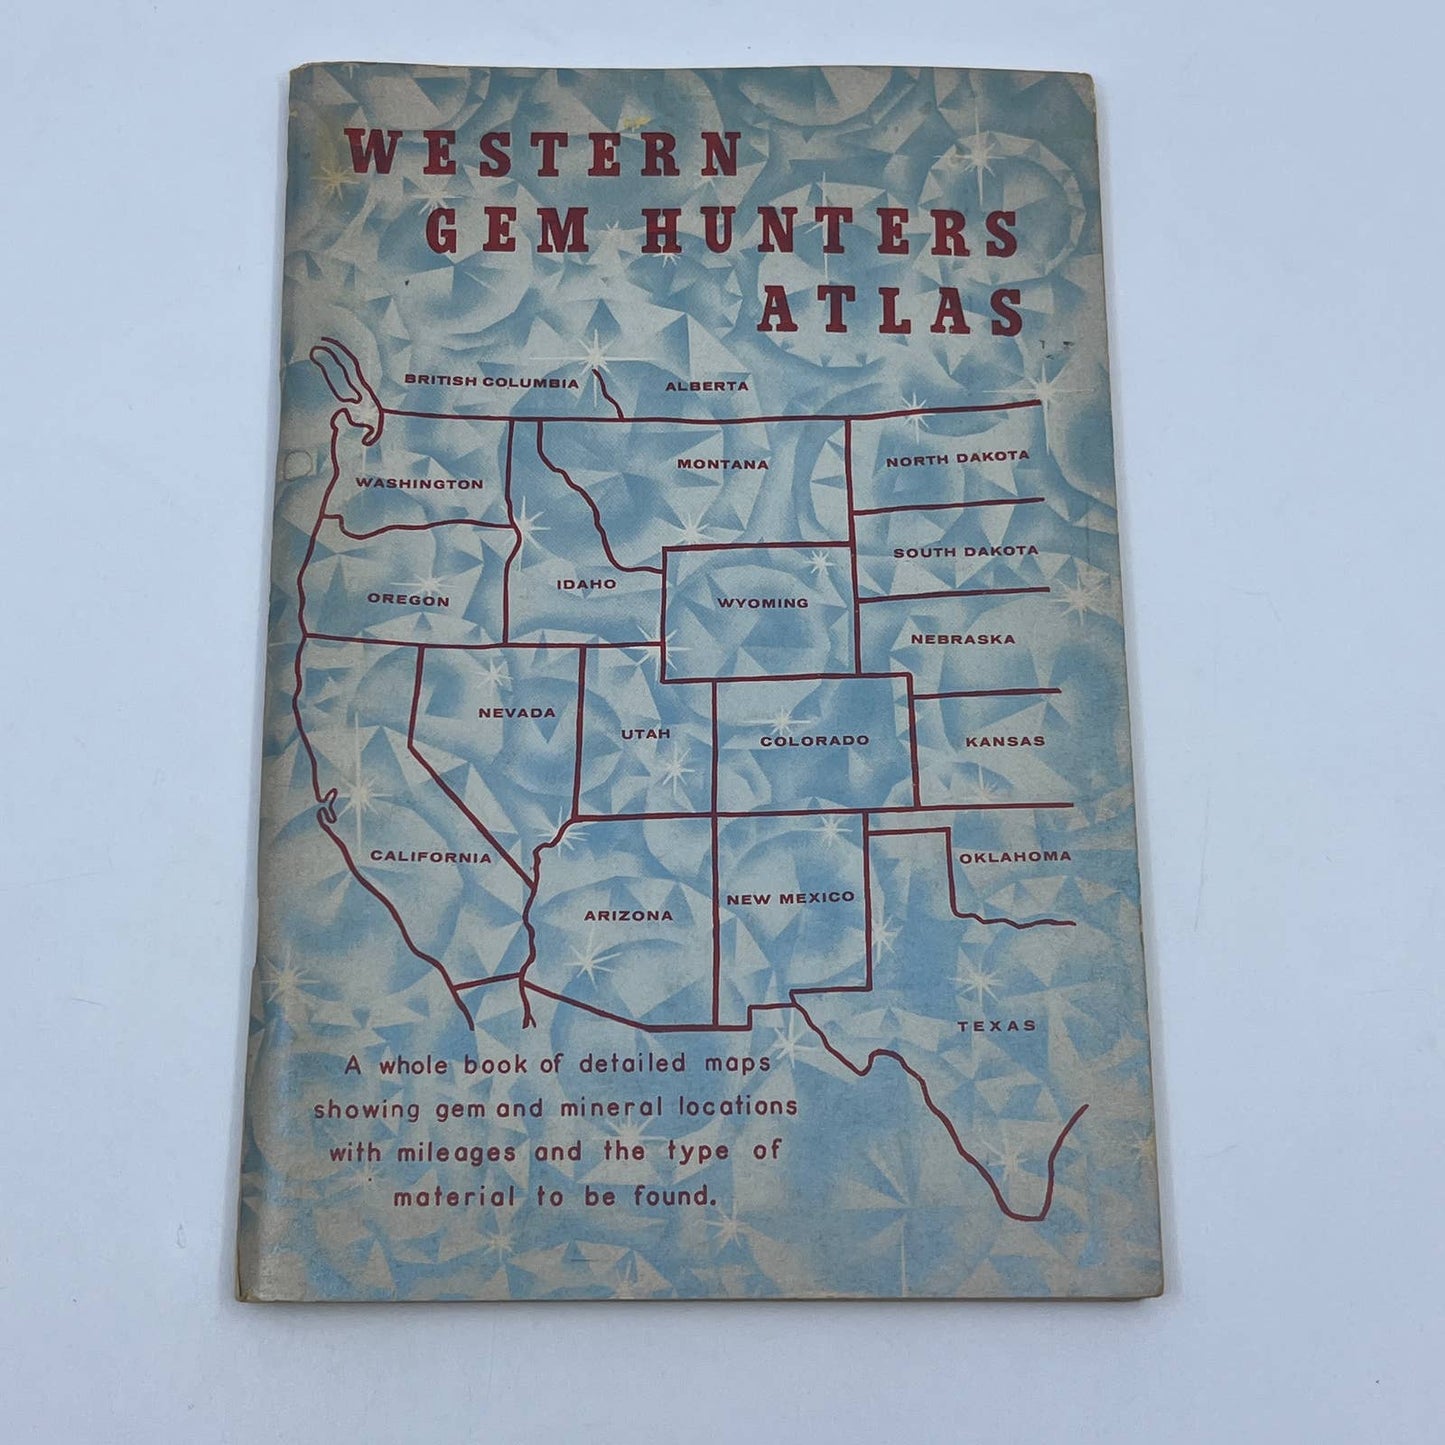 WESTERN
GEM HUNTERS
ATLAS
BRITISH COLUMBIA
ALBERTA
MONTANA
NORTH DAKOTA
WASHINGTON
SOUTH DAKOTA
IDAHO
OREGON
WYOMING
NEBRASKA
NEVADA
UTAH
COLORADO
KANSAS
CALIFORNIA
OKLAHOMA
ARIZONA
NEW MEXICO
TEXAS
A whole book of detailed maps
showing gem and mineral locations
with mileages and the type of
material to be found.